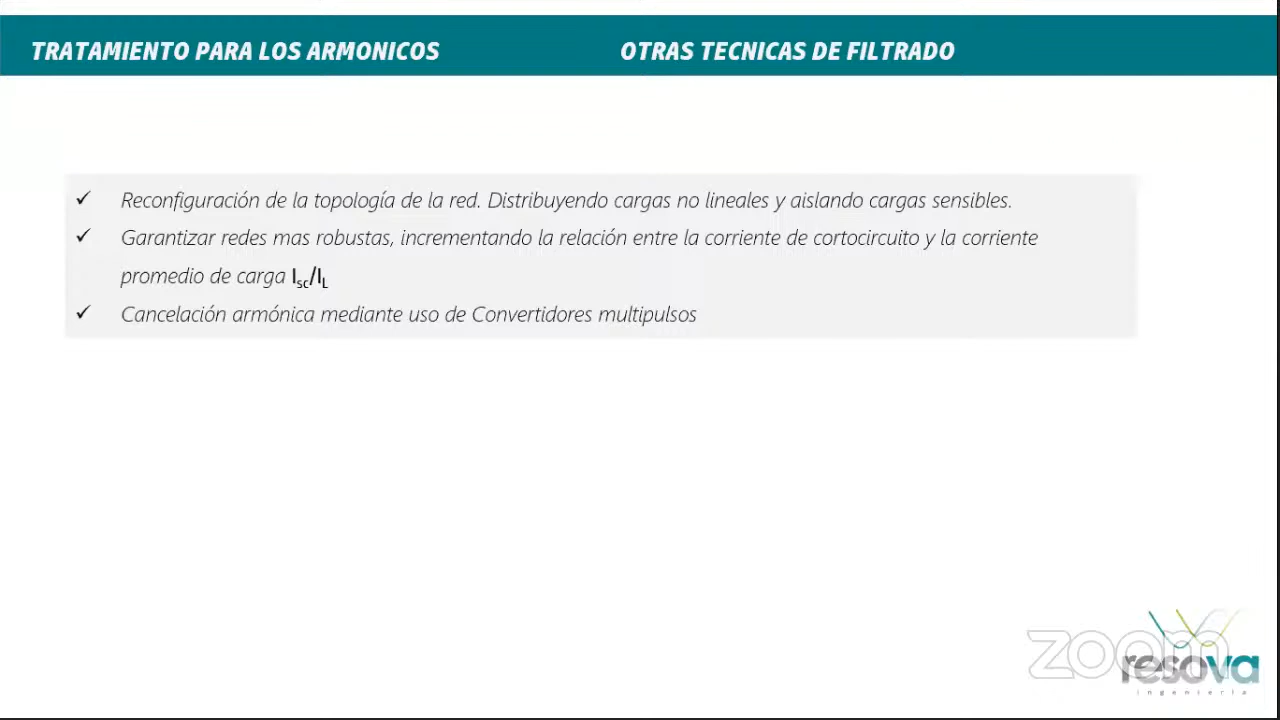 TRATAMIENTO PARA LOS ARMONICOS OTRAS TECNICAS DE FILTRADO
✓ Reconfiguración de la topología de la red. Distribuyendo cargas no lineales y aislando cargas sensibles.
✓ Garantizar redes mas robustas, incrementando la relación entre la corriente de cortocircuito y la corriente
promedio de carga Isc/IL
✓ Cancelación armónica mediante uso de Convertidores multipulsos
zoom
resova
ingeniería